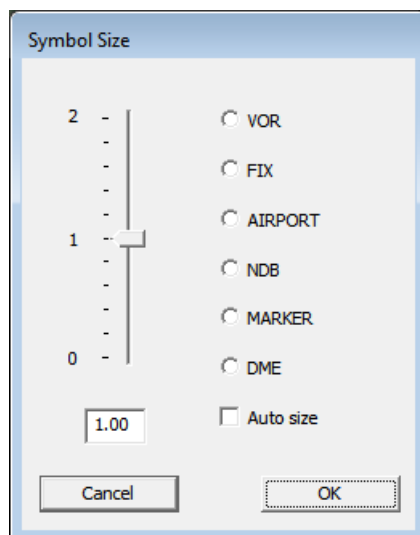 Symbol Size
2
VOR
FIX
AIRPORT
1
NDB
MARKER
0
DME
1.00
Auto size
Cancel
OK